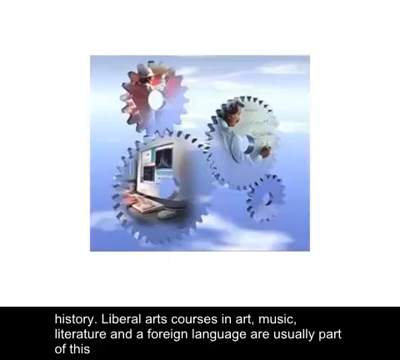 history. Liberal arts courses in art, music,
literature and a foreign language are usually part
of this